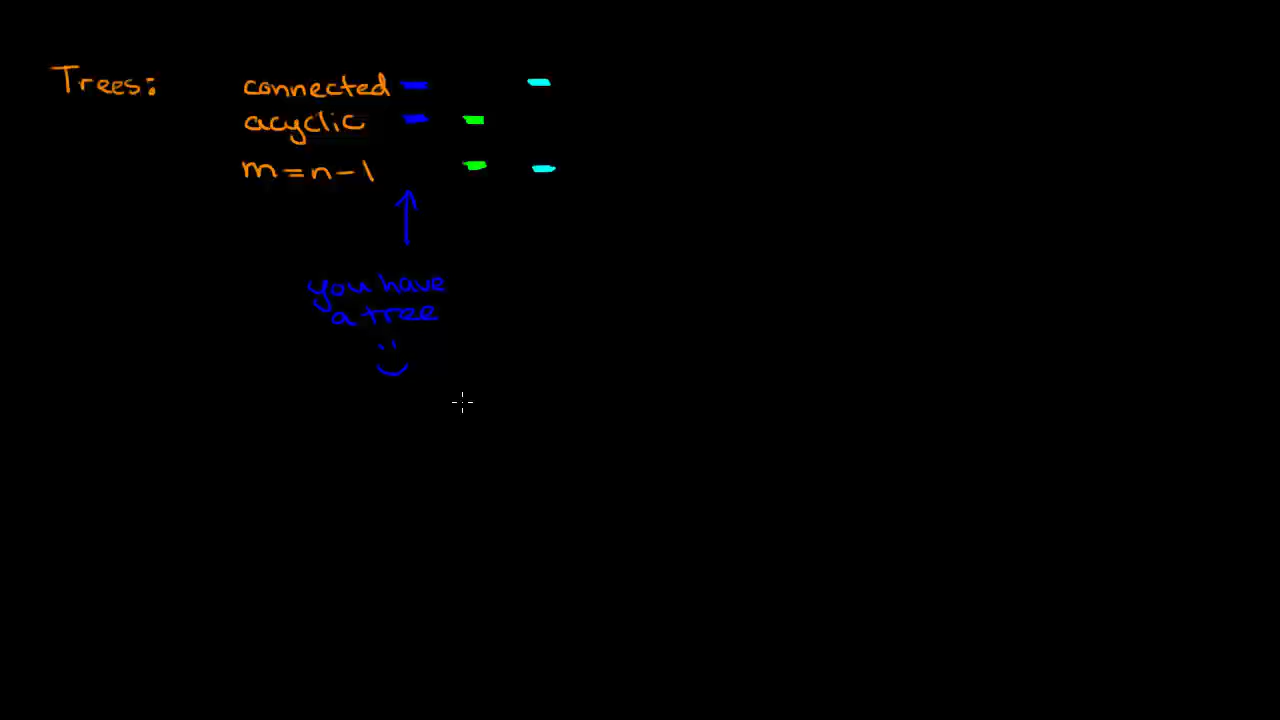 Trees: connected
acyclic
m = n - 1
you have
a tree